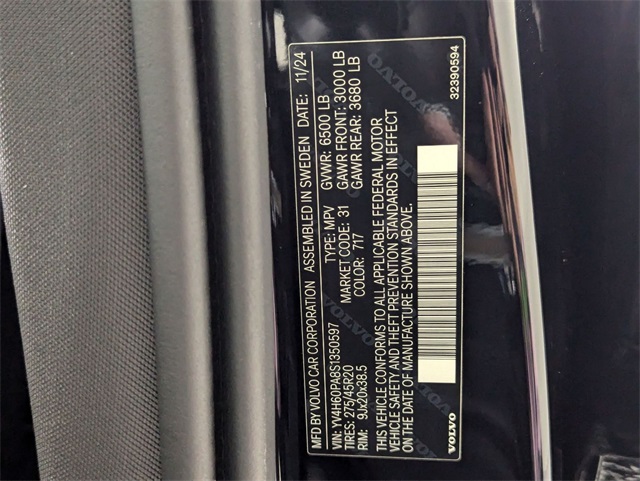 MFD BY VOLVO CAR CORPORATION ASSEMBLED IN SWEDEN DATE: 11/24
VIN: YV4H60PA8S1350597 TYPE: MPV GVWR: 6500 LB
TIRES: 275/45R20 MARKET CODE: 31 GAWR FRONT: 3000 LB
RIM: 9Jx20x38.5 COLOR: 717 GAWR REAR: 3680 LB
THIS VEHICLE CONFORMS TO ALL APPLICABLE FEDERAL MOTOR
VEHICLE SAFETY AND THEFT PREVENTION STANDARDS IN EFFECT
ON THE DATE OF MANUFACTURE SHOWN ABOVE.
VOLVO 32390594